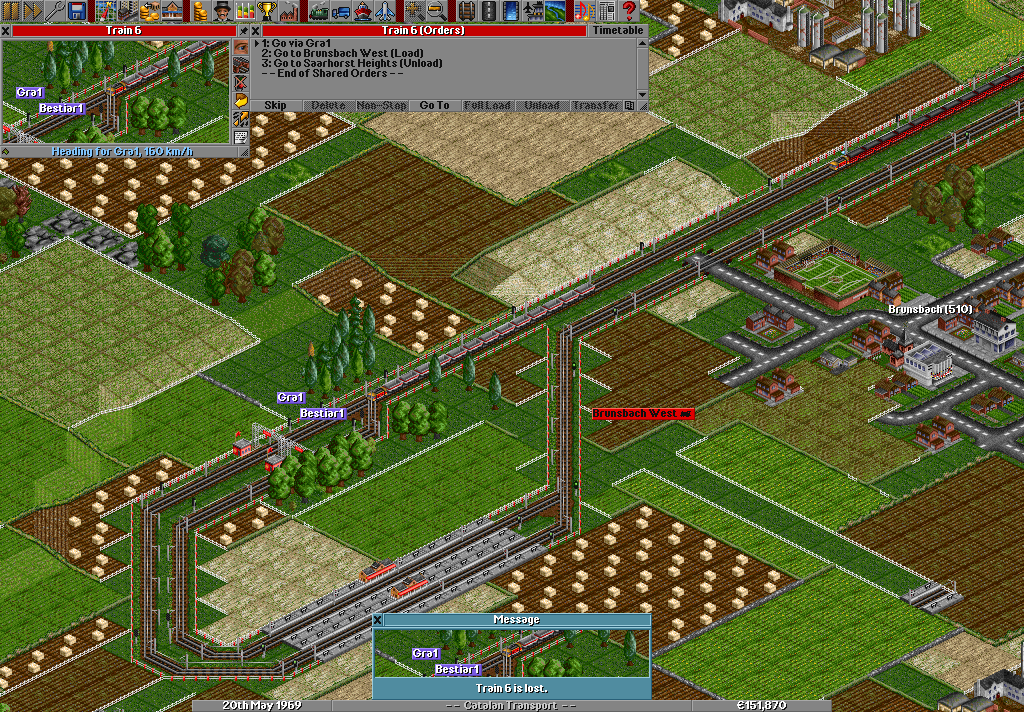 Train 6
Train 6 (Orders)
Timetable
1: Go via Gra1
2: Go to Brunsbach West (Load)
3: Go to Saarhorst Heights (Unload)
- - End of Shared Orders - -
Skip
Delete
Non-Stop
Go To
Full Load
Unload
Transfer
Gra1
Bestiar1
Heading for Gra1, 160 km/h
Brunsbach (510)
Gra1
Bestiar1
Brunsbach West
Message
Gra1
Bestiar1
Train 6 is lost.
20th May 1969
- - Catalan Transport - -
€151,870